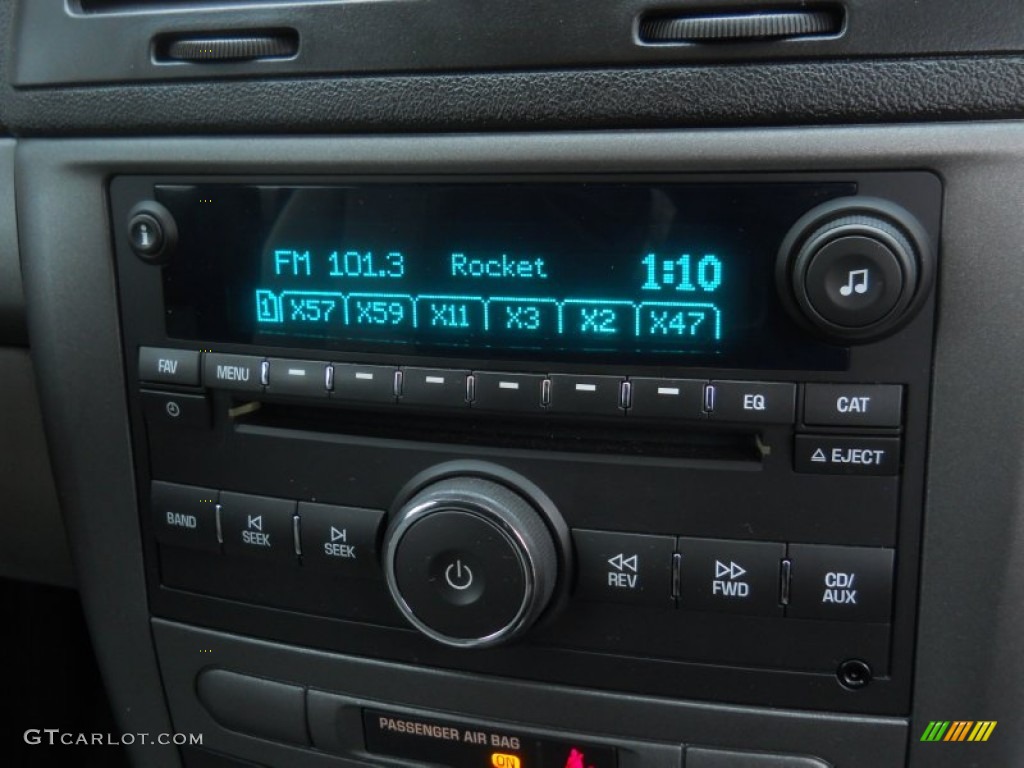 i
FM 101.3 Rocket 1:10
1 X57 X59 X11 X3 X2 X47
FAV MENU EQ CAT
EJECT
BAND SEEK SEEK REV FWD CD/
AUX
PASSENGER AIR BAG
ON
GTCARLOT.COM